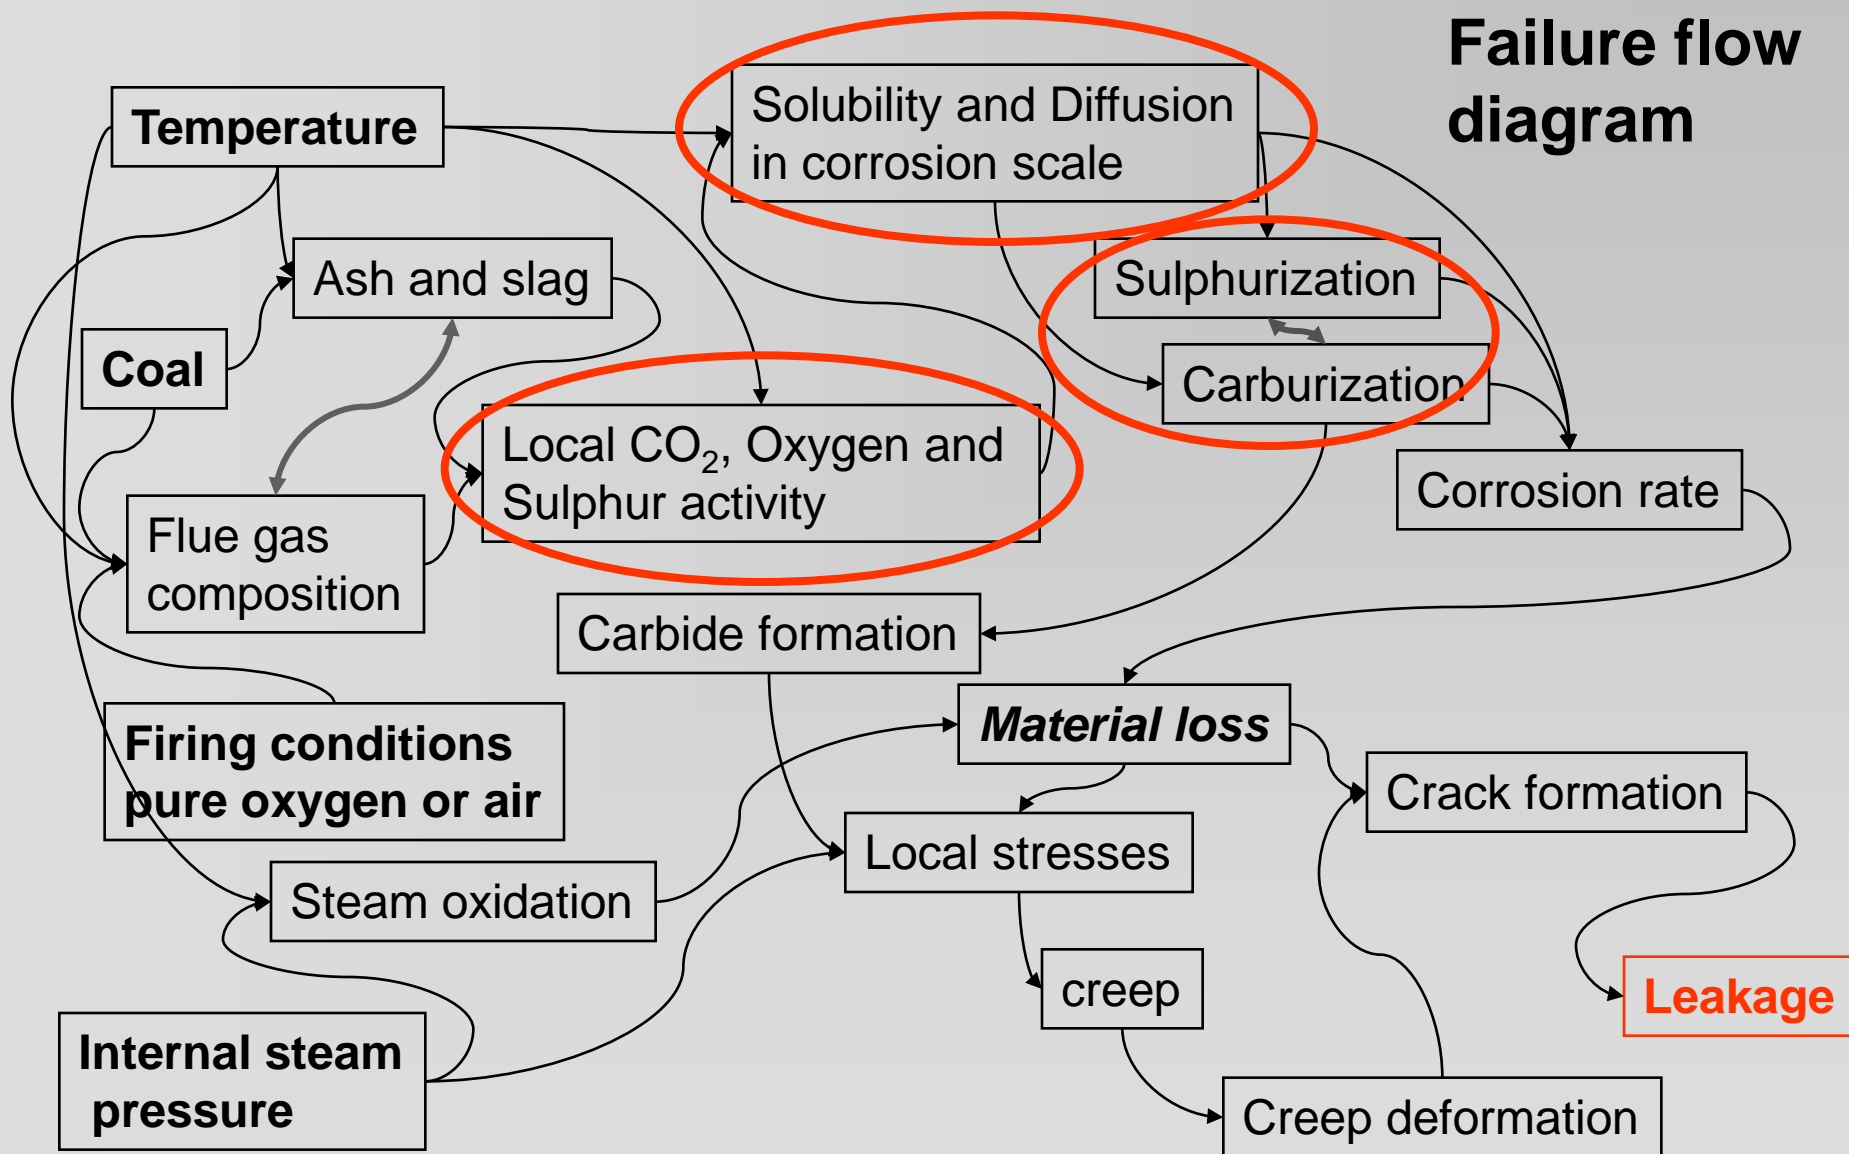 Failure flow
diagram
Temperature
Solubility and Diffusion
in corrosion scale
Ash and slag
Sulphurization
Coal
Carburization
Local CO₂, Oxygen and
Sulphur activity
Corrosion rate
Flue gas
composition
Carbide formation
Material loss
Firing conditions
pure oxygen or air
Crack formation
Local stresses
Steam oxidation
creep
Leakage
Internal steam
pressure
Creep deformation